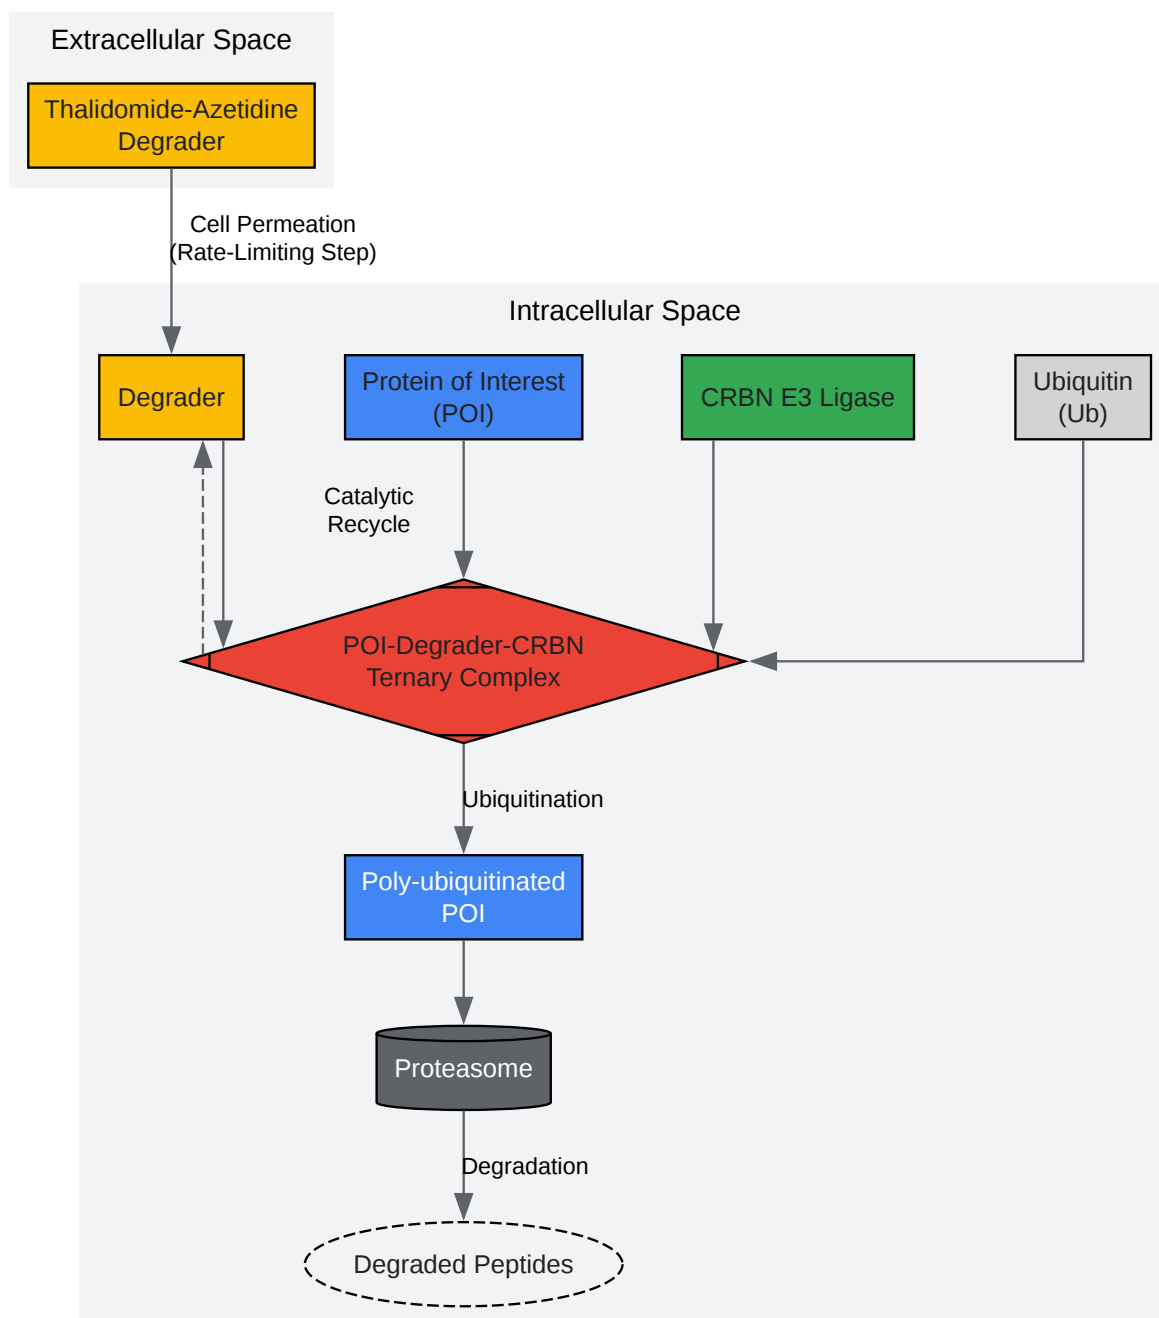 Extracellular Space
Thalidomide-Azetidine
Degrader
Cell Permeation
(Rate-Limiting Step)
Intracellular Space
Degrader
Protein of Interest
(POI)
CRBN E3 Ligase
Ubiquitin
(Ub)
Catalytic
Recycle
POI-Degrader-CRBN
Ternary Complex
Ubiquitination
Poly-ubiquitinated
POI
Proteasome
Degradation
Degraded Peptides